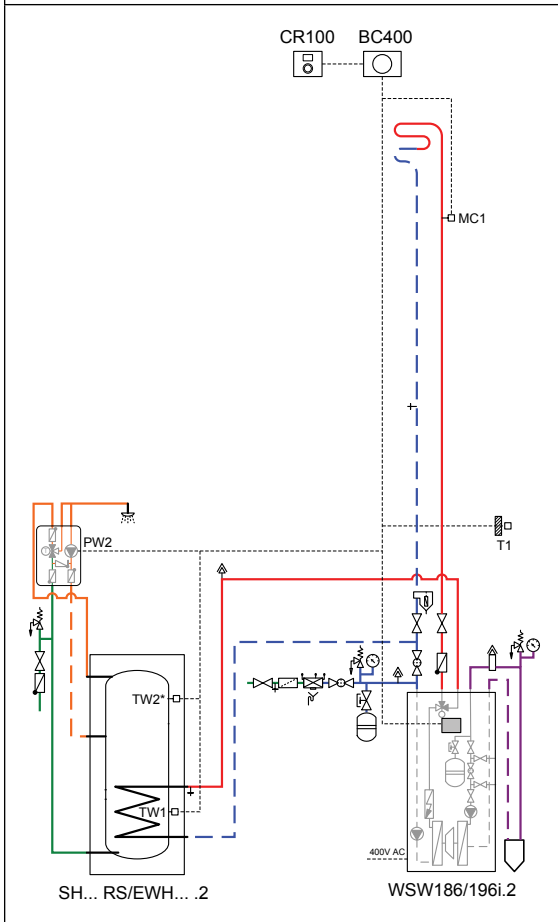 CR100 BC400
MC1
PW2
T1
TW2*
TW1
400V AC
SH... RS/EWH... .2
WSW186/196i.2